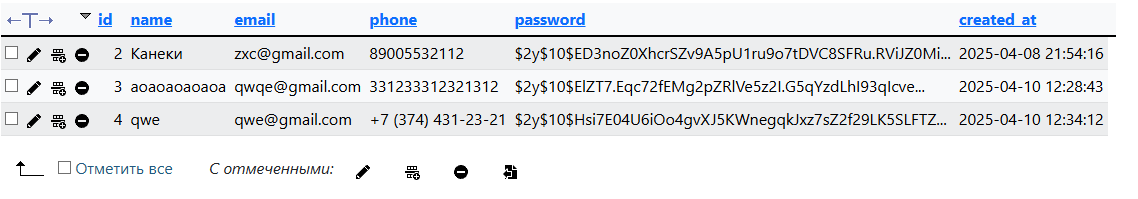 ←T→ id name email phone password created_at
2 Канеки zxc@gmail.com 89005532112 $2y$10$ED3noZ0XhcrSZv9A5pU1ru9o7tDVC8SFRu.RViJZ0Mi... 2025-04-08 21:54:16
3 аоаоаоаоаоа qwqe@gmail.com 331233312321312 $2y$10$ElZT7.Eqc72fEMg2pZRlVe5z2I.G5qYzdLhI93qIcve... 2025-04-10 12:28:43
4 qwe qwe@gmail.com +7 (374) 431-23-21 $2y$10$Hsi7E04U6iOo4gvXJ5KWnegqkJxz7sZ2f29LK5SLFTZ... 2025-04-10 12:34:12
Отметить все С отмеченными: